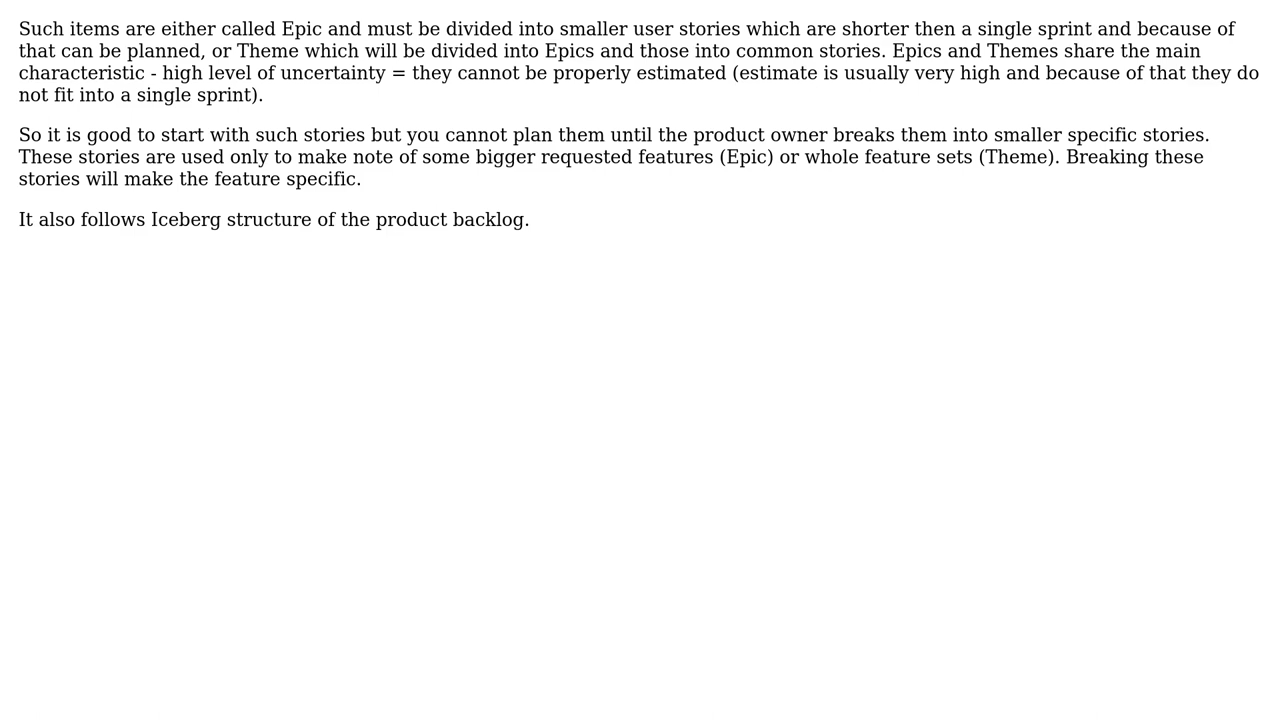 Such items are either called Epic and must be divided into smaller user stories which are shorter then a single sprint and because of
that can be planned, or Theme which will be divided into Epics and those into common stories. Epics and Themes share the main
characteristic - high level of uncertainty = they cannot be properly estimated (estimate is usually very high and because of that they do
not fit into a single sprint).
So it is good to start with such stories but you cannot plan them until the product owner breaks them into smaller specific stories.
These stories are used only to make note of some bigger requested features (Epic) or whole feature sets (Theme). Breaking these
stories will make the feature specific.
It also follows Iceberg structure of the product backlog.